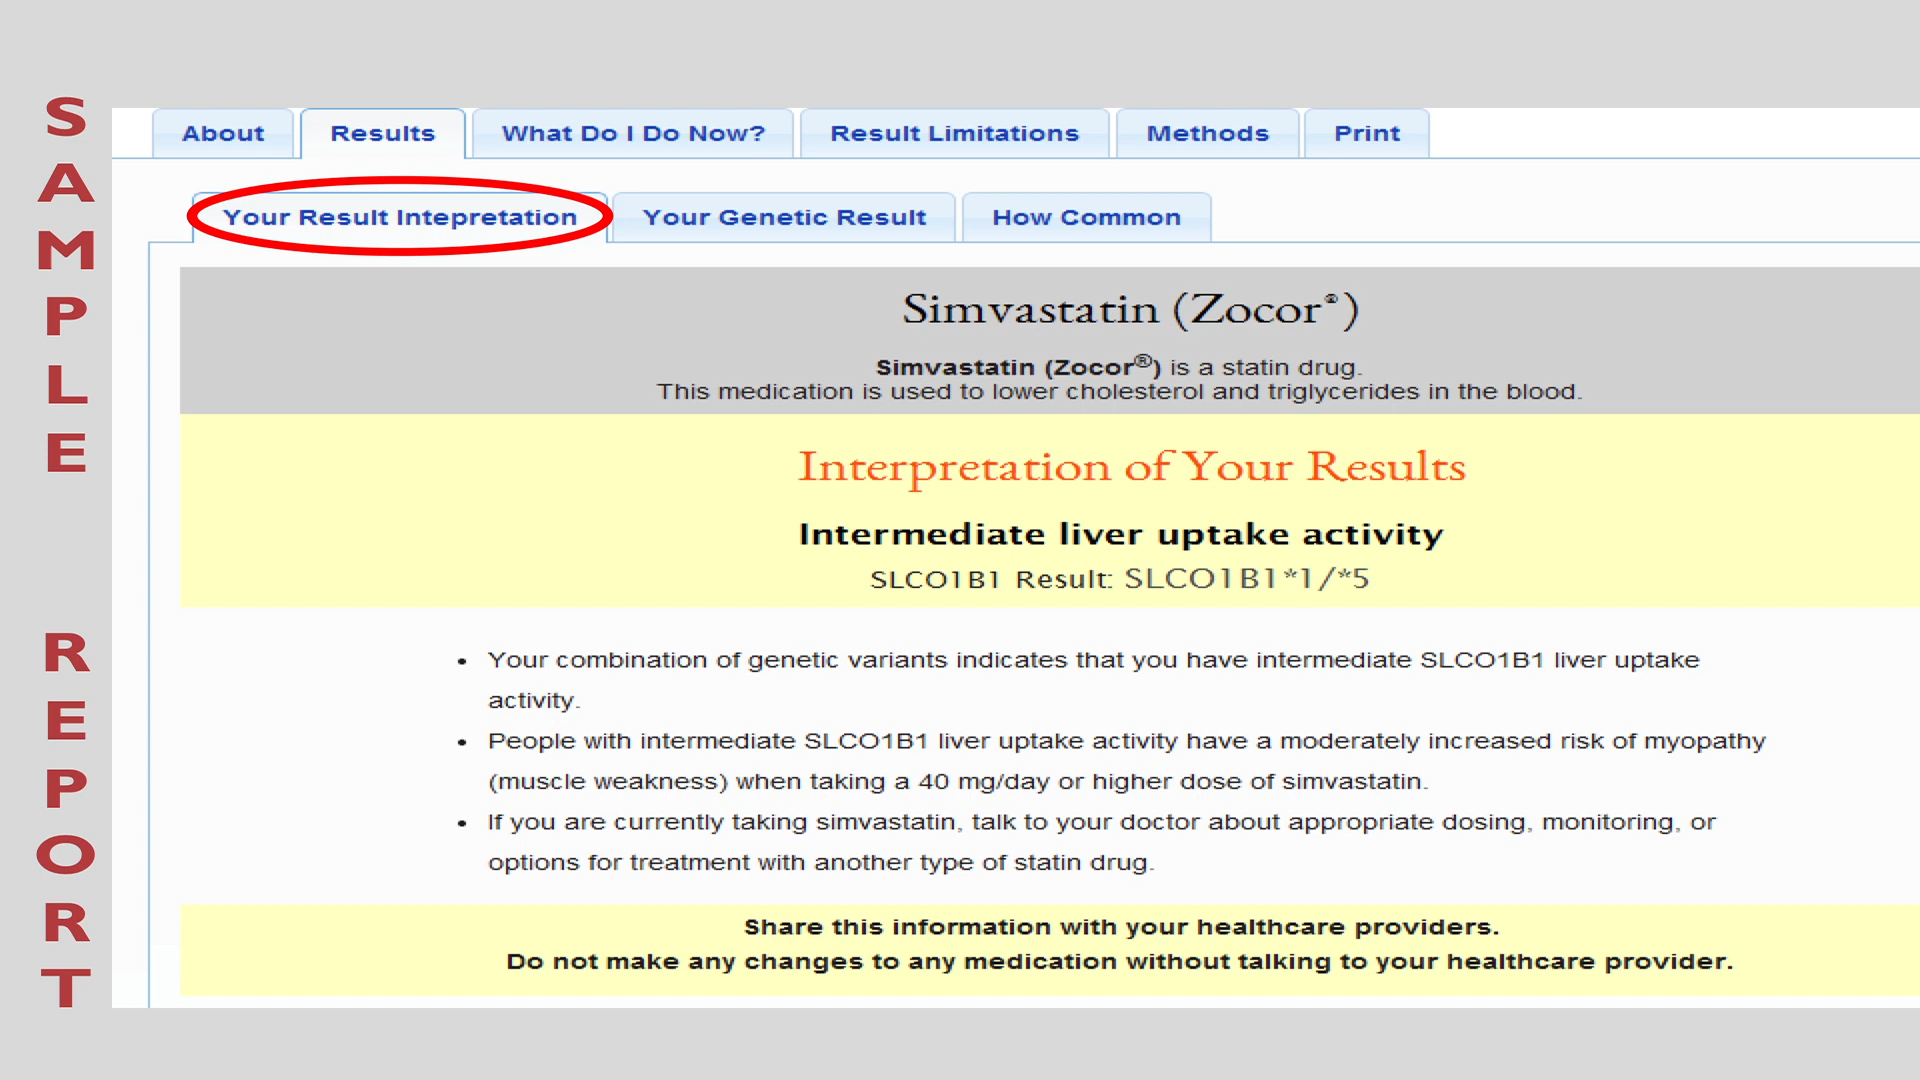 SAMPLE REPORT
About Results What Do I Do Now? Result Limitations Methods Print
Your Result Intepretation Your Genetic Result How Common
Simvastatin (Zocor®)
Simvastatin (Zocor®) is a statin drug.
This medication is used to lower cholesterol and triglycerides in the blood.
Interpretation of Your Results
Intermediate liver uptake activity
SLCO1B1 Result: SLCO1B1*1/*5
• Your combination of genetic variants indicates that you have intermediate SLCO1B1 liver uptake
activity.
• People with intermediate SLCO1B1 liver uptake activity have a moderately increased risk of myopathy
(muscle weakness) when taking a 40 mg/day or higher dose of simvastatin.
• If you are currently taking simvastatin, talk to your doctor about appropriate dosing, monitoring, or
options for treatment with another type of statin drug.
Share this information with your healthcare providers.
Do not make any changes to any medication without talking to your healthcare provider.